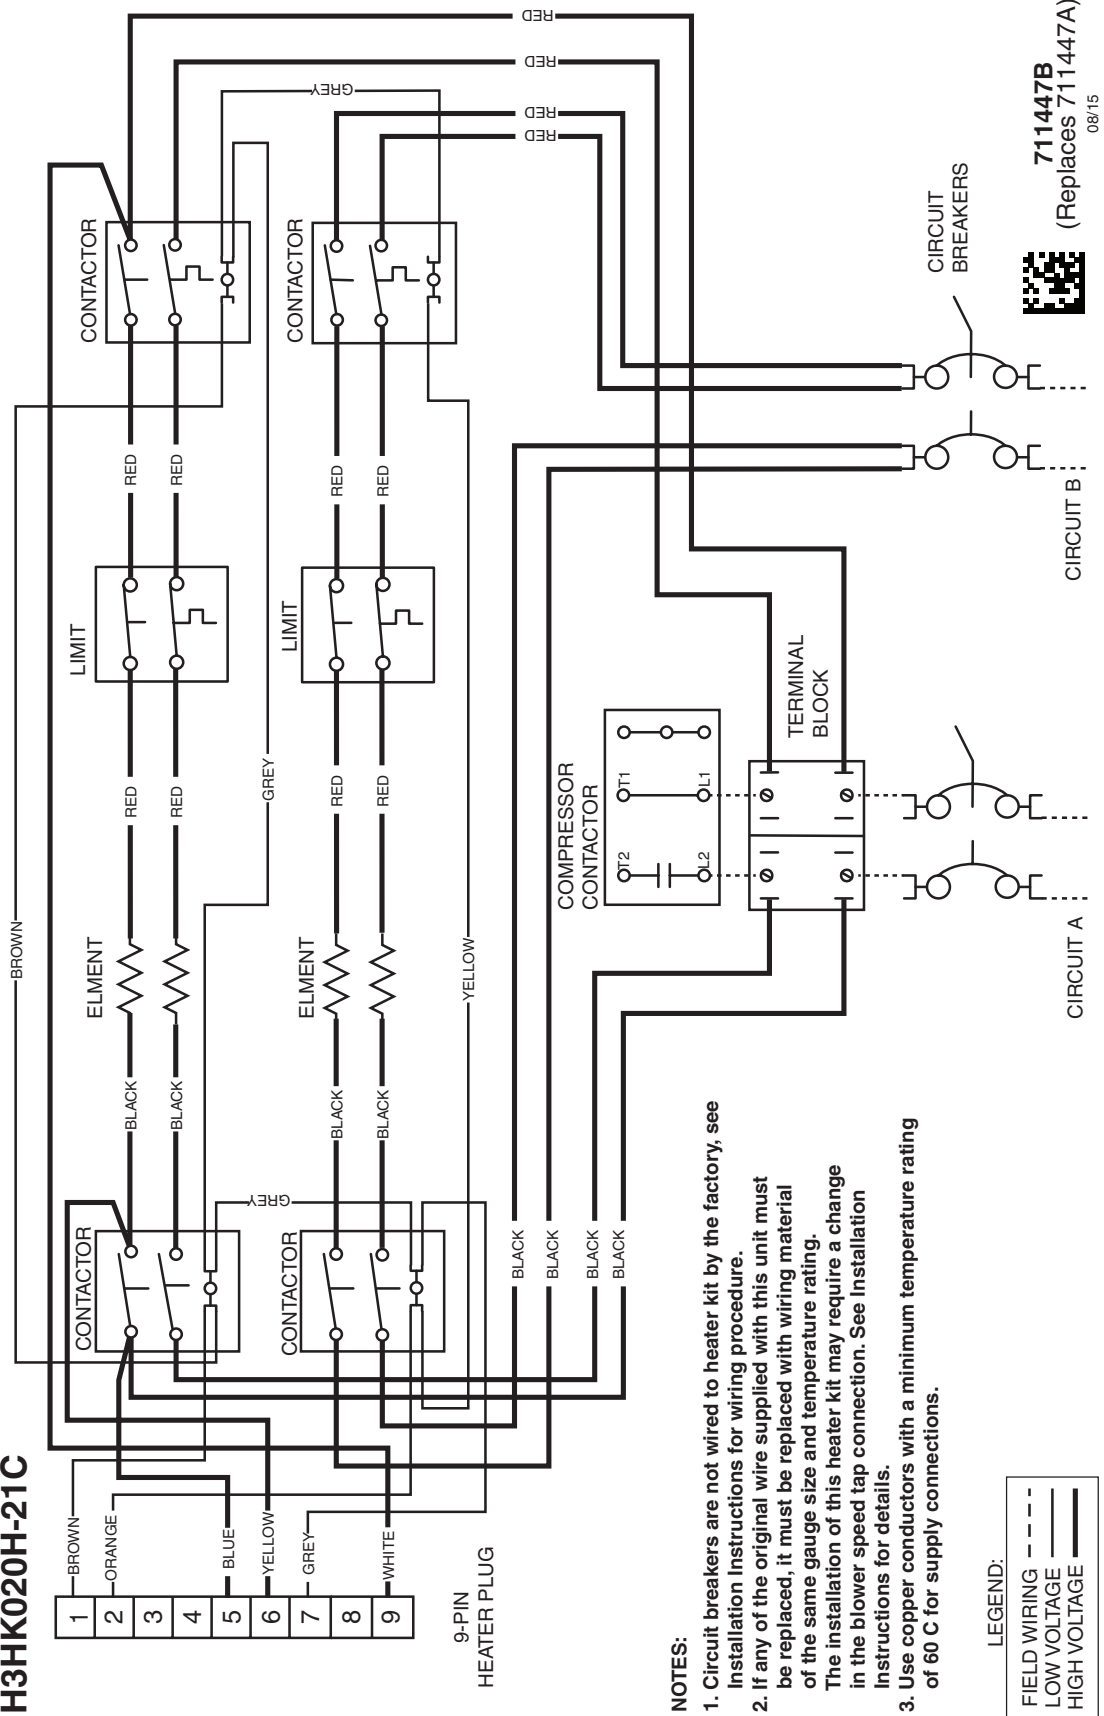 H3HK020H-21C
BROWN
GREY
CONTACTOR
ELMENT
LIMIT
CONTACTOR
BLACK
RED
RED
RED
BLACK
RED
RED
RED
GREY
GREY
CONTACTOR
ELMENT
LIMIT
CONTACTOR
BLACK
RED
RED
RED
BLACK
RED
RED
RED
YELLOW
1
2
3
4
5
6
7
8
9
BROWN
ORANGE
BLUE
YELLOW
GREY
WHITE
9-PIN
HEATER PLUG
BLACK
BLACK
BLACK
BLACK
COMPRESSOR
CONTACTOR
T2
T1
L2
L1
TERMINAL
BLOCK
CIRCUIT
BREAKERS
CIRCUIT A
CIRCUIT B
NOTES:
1. Circuit breakers are not wired to heater kit by the factory, see
Installation Instructions for wiring procedure.
2. If any of the original wire supplied with this unit must
be replaced, it must be replaced with wiring material
of the same gauge size and temperature rating.
The installation of this heater kit may require a change
in the blower speed tap connection. See Installation
Instructions for details.
3. Use copper conductors with a minimum temperature rating
of 60 C for supply connections.
LEGEND:
FIELD WIRING
LOW VOLTAGE
HIGH VOLTAGE
711447B
(Replaces 711447A)
08/15